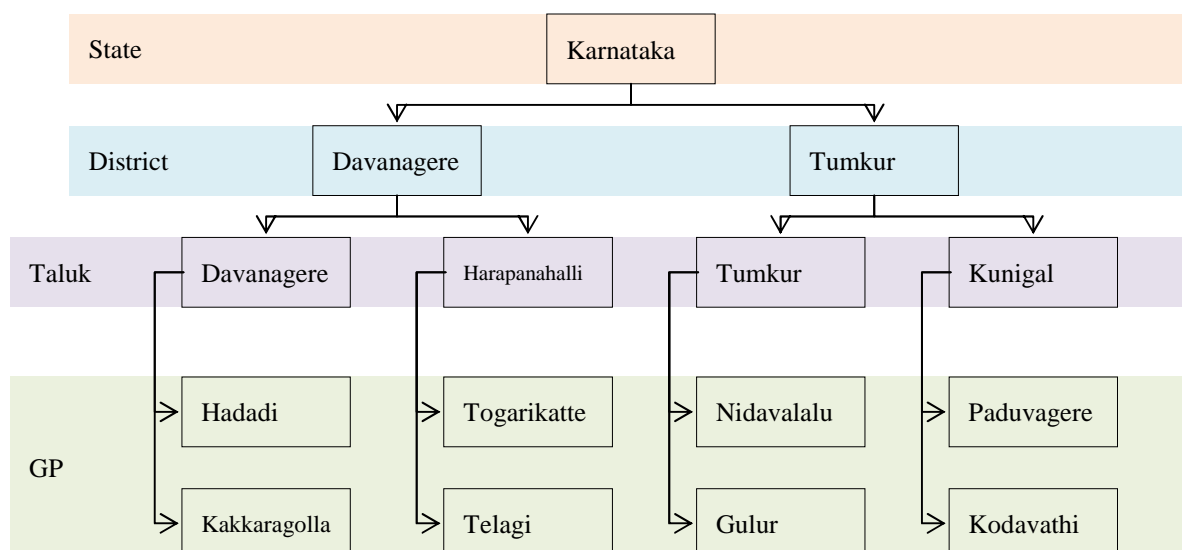 State
Karnataka
District
Davanagere
Tumkur
Taluk
Davanagere
Harapanahalli
Tumkur
Kunigal
Hadadi
Togarikatte
Nidavalalu
Paduvagere
GP
Kakkaragolla
Telagi
Gulur
Kodavathi